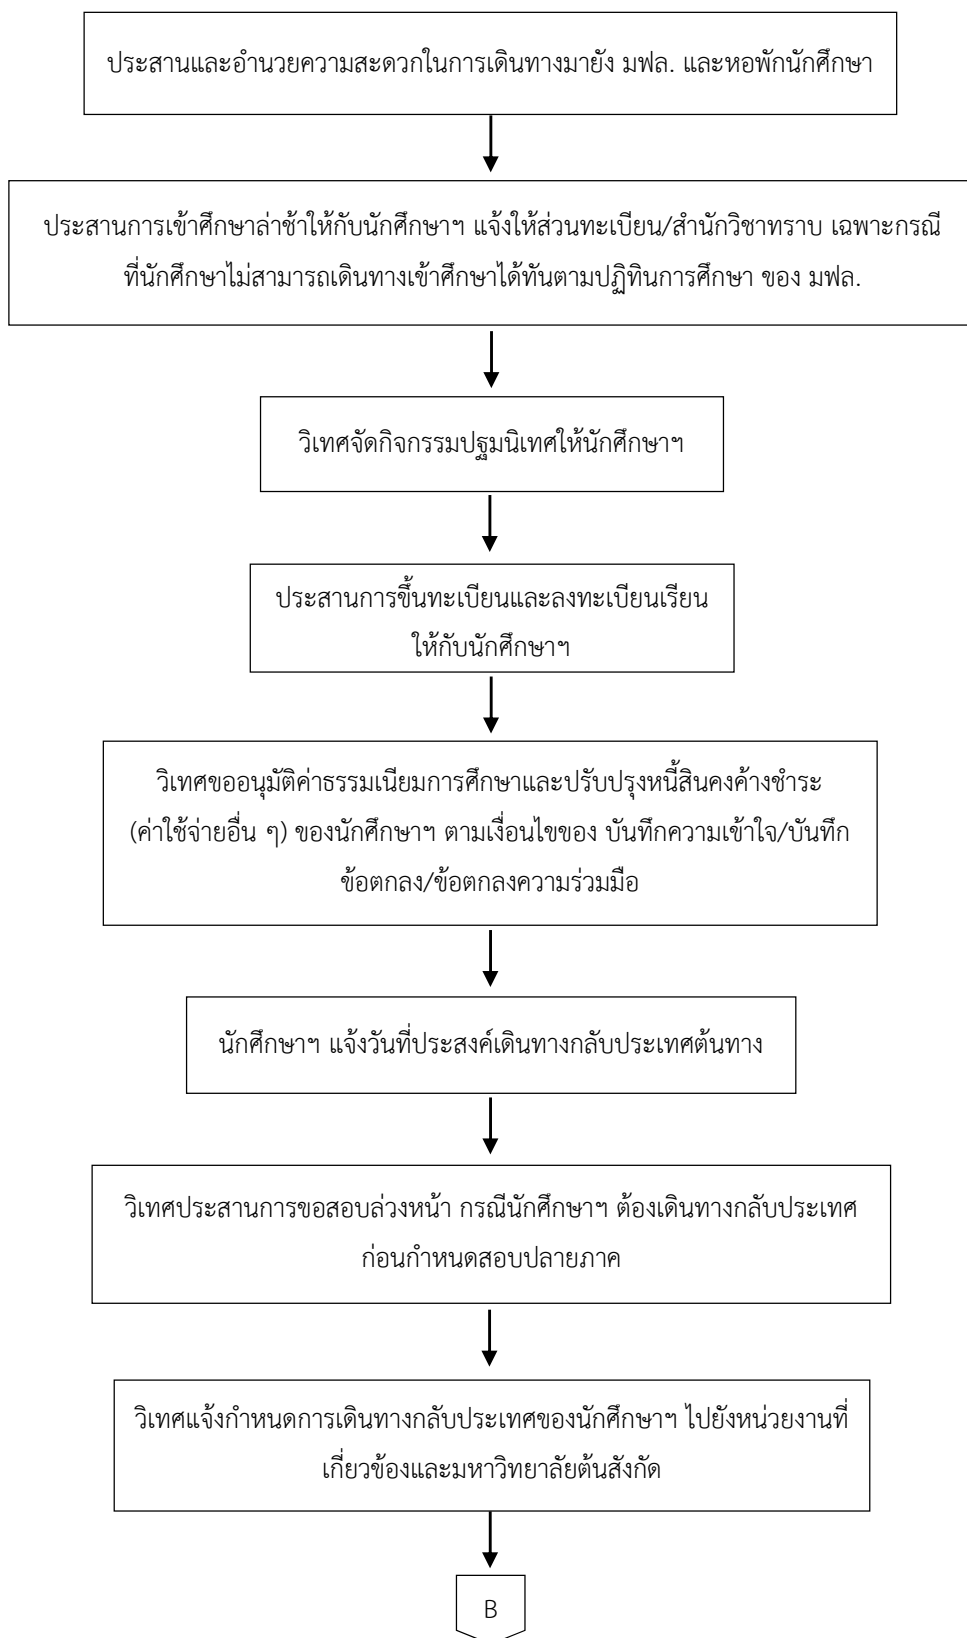 ประสานและอำนวยความสะดวกในการเดินทางมายัง มฟล. และหอพักนักศึกษา
ประสานการเข้าศึกษาล่าช้าให้กับนักศึกษาฯ แจ้งให้ส่วนทะเบียน/สำนักวิชาทราบ เฉพาะกรณี
ที่นักศึกษาไม่สามารถเดินทางเข้าศึกษาได้ทันตามปฏิทินการศึกษา ของ มฟล.
วิเทศจัดกิจกรรมปฐมนิเทศให้นักศึกษาฯ
ประสานการขึ้นทะเบียนและลงทะเบียนเรียน
ให้กับนักศึกษาฯ
วิเทศขออนุมัติค่าธรรมเนียมการศึกษาและปรับปรุงหนี้สินคงค้างชำระ
(ค่าใช้จ่ายอื่น ๆ) ของนักศึกษาฯ ตามเงื่อนไขของ บันทึกความเข้าใจ/บันทึก
ข้อตกลง/ข้อตกลงความร่วมมือ
นักศึกษาฯ แจ้งวันที่ประสงค์เดินทางกลับประเทศต้นทาง
วิเทศประสานการขอสอบล่วงหน้า กรณีนักศึกษาฯ ต้องเดินทางกลับประเทศ
ก่อนกำหนดสอบปลายภาค
วิเทศแจ้งกำหนดการเดินทางกลับประเทศของนักศึกษาฯ ไปยังหน่วยงานที่
เกี่ยวข้องและมหาวิทยาลัยต้นสังกัด
B